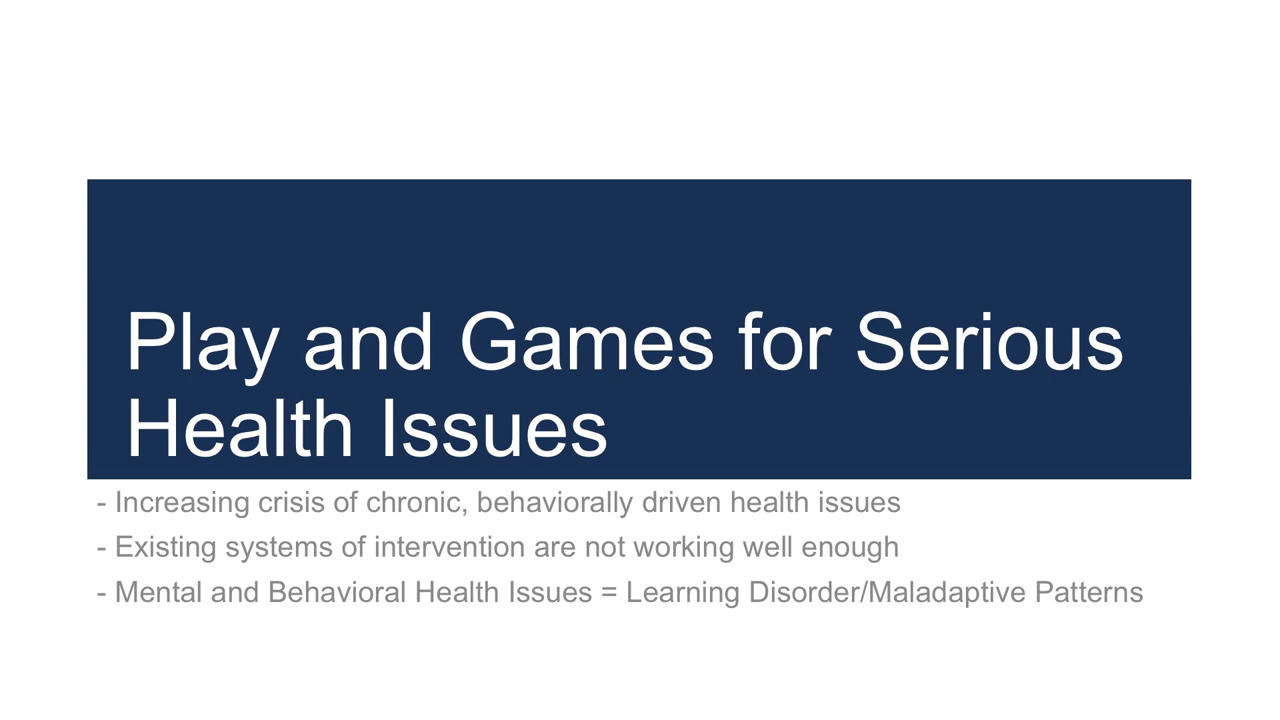 Play and Games for Serious
Health Issues
- Increasing crisis of chronic, behaviorally driven health issues
- Existing systems of intervention are not working well enough
- Mental and Behavioral Health Issues = Learning Disorder/Maladaptive Patterns